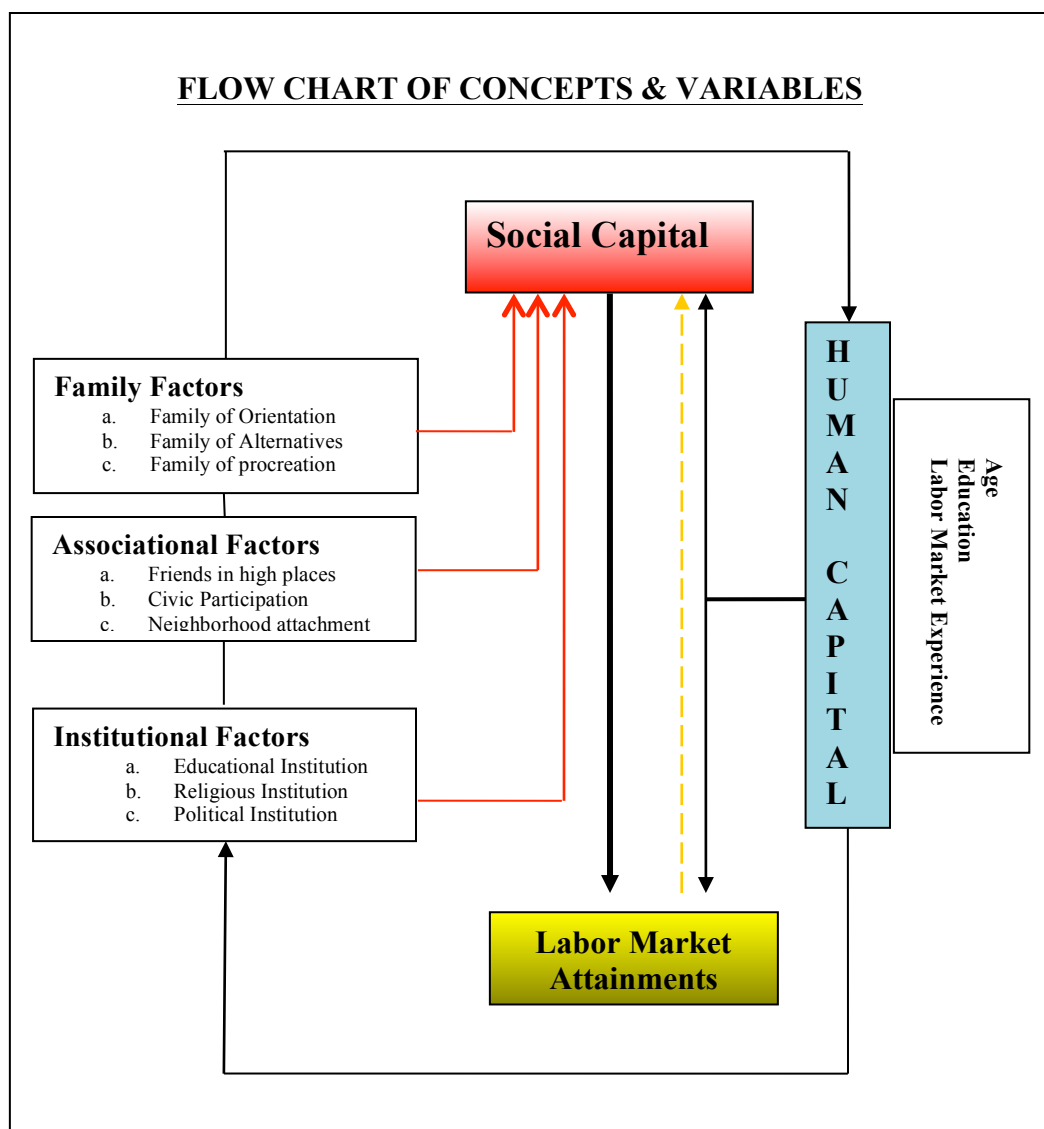 FLOW CHART OF CONCEPTS & VARIABLES
Social Capital
Family Factors
a. Family of Orientation
b. Family of Alternatives
c. Family of procreation
Associational Factors
a. Friends in high places
b. Civic Participation
c. Neighborhood attachment
Institutional Factors
a. Educational Institution
b. Religious Institution
c. Political Institution
HUMAN CAPITAL
Age
Education
Labor Market Experience
Labor Market
Attainments